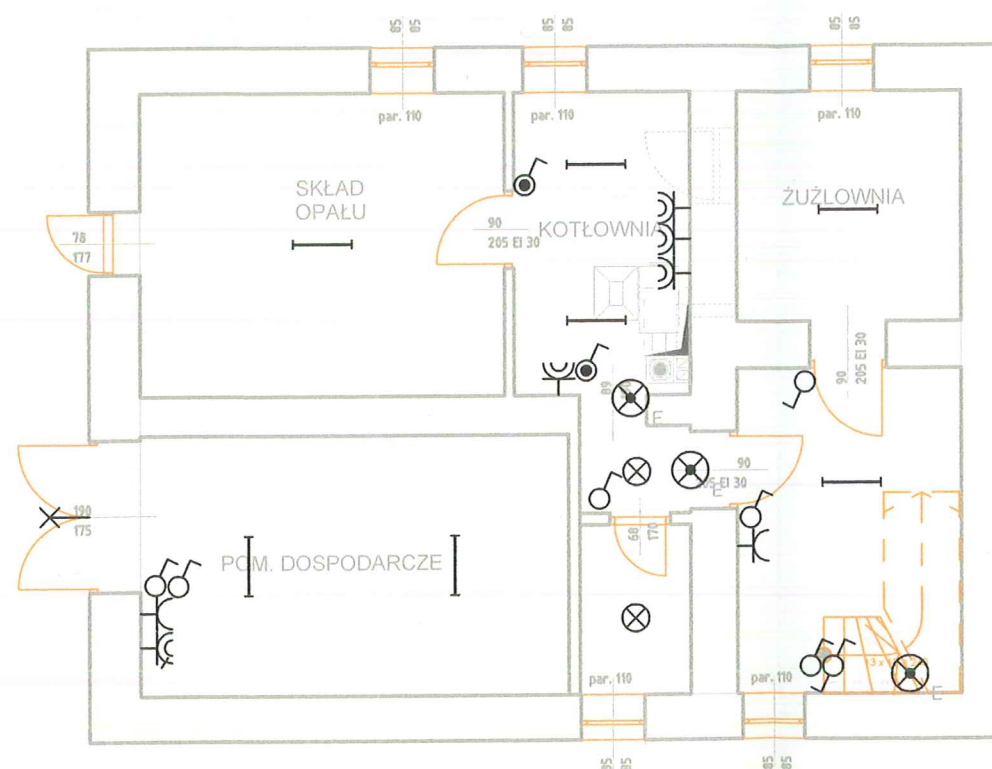 85 85
85 85
85 85
par. 110
par. 110
par. 110
SKŁAD
OPAŁU
ŻUŻLOWNIA
90
205 EI 30
KOTŁOWNIA
78
177
90
205 EI 30
89
E
90
205 EI 30
E
190
175
68
170
POM. DOSPODARCZE
par. 110
par. 110
E
85 85
85 85